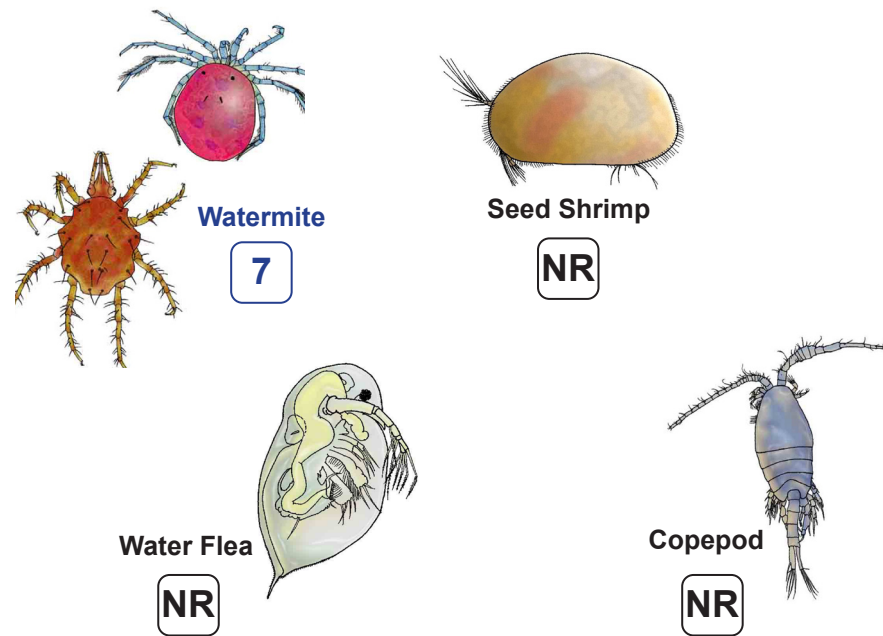 Watermite
7
Seed Shrimp
NR
Water Flea
NR
Copepod
NR